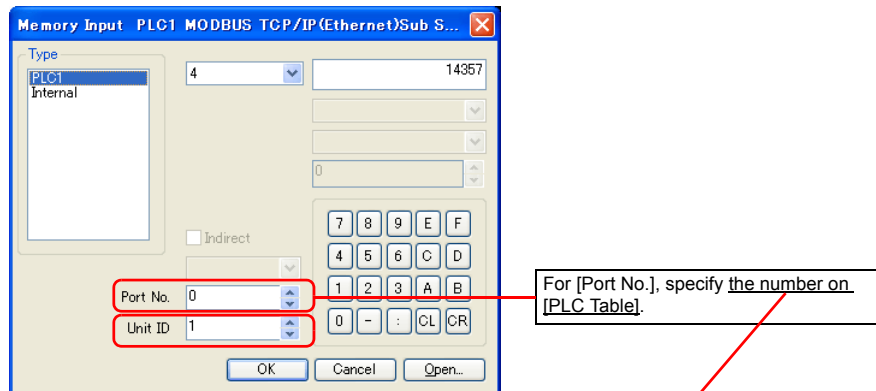 Memory Input PLC1 MODBUS TCP/IP(Ethernet)Sub S...
Type
PLC1
Internal
4
14357
0
Indirect
7 8 9 E F
4 5 6 C D
1 2 3 A B
0 - : CL CR
Port No. 0
Unit ID 1
OK Cancel Open...
For [Port No.], specify the number on
[PLC Table].